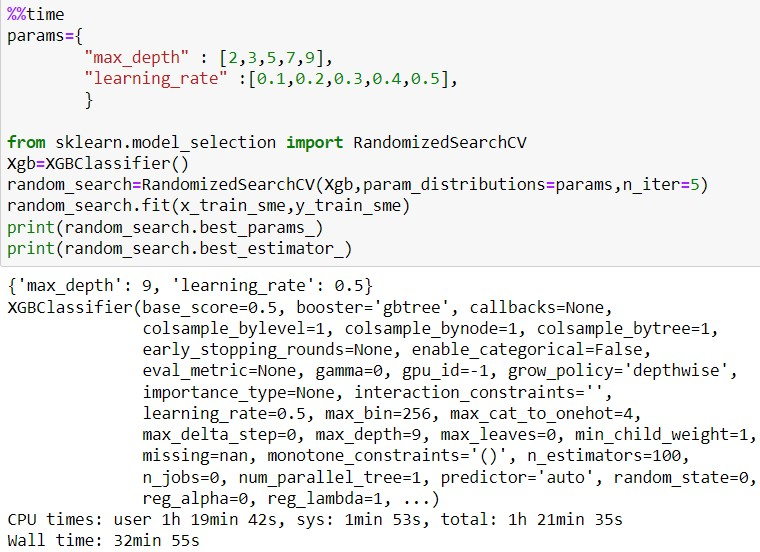 %%time
params={
        "max_depth" : [2,3,5,7,9],
        "learning_rate" :[0.1,0.2,0.3,0.4,0.5],
        }
from sklearn.model_selection import RandomizedSearchCV
Xgb=XGBClassifier()
random_search=RandomizedSearchCV(Xgb,param_distributions=params,n_iter=5)
random_search.fit(x_train_sme,y_train_sme)
print(random_search.best_params_)
print(random_search.best_estimator_)
{'max_depth': 9, 'learning_rate': 0.5}
XGBClassifier(base_score=0.5, booster='gbtree', callbacks=None,
              colsample_bylevel=1, colsample_bynode=1, colsample_bytree=1,
              early_stopping_rounds=None, enable_categorical=False,
              eval_metric=None, gamma=0, gpu_id=-1, grow_policy='depthwise',
              importance_type=None, interaction_constraints='',
              learning_rate=0.5, max_bin=256, max_cat_to_onehot=4,
              max_delta_step=0, max_depth=9, max_leaves=0, min_child_weight=1,
              missing=nan, monotone_constraints='()', n_estimators=100,
              n_jobs=0, num_parallel_tree=1, predictor='auto', random_state=0,
              reg_alpha=0, reg_lambda=1, ...)
CPU times: user 1h 19min 42s, sys: 1min 53s, total: 1h 21min 35s
Wall time: 32min 55s